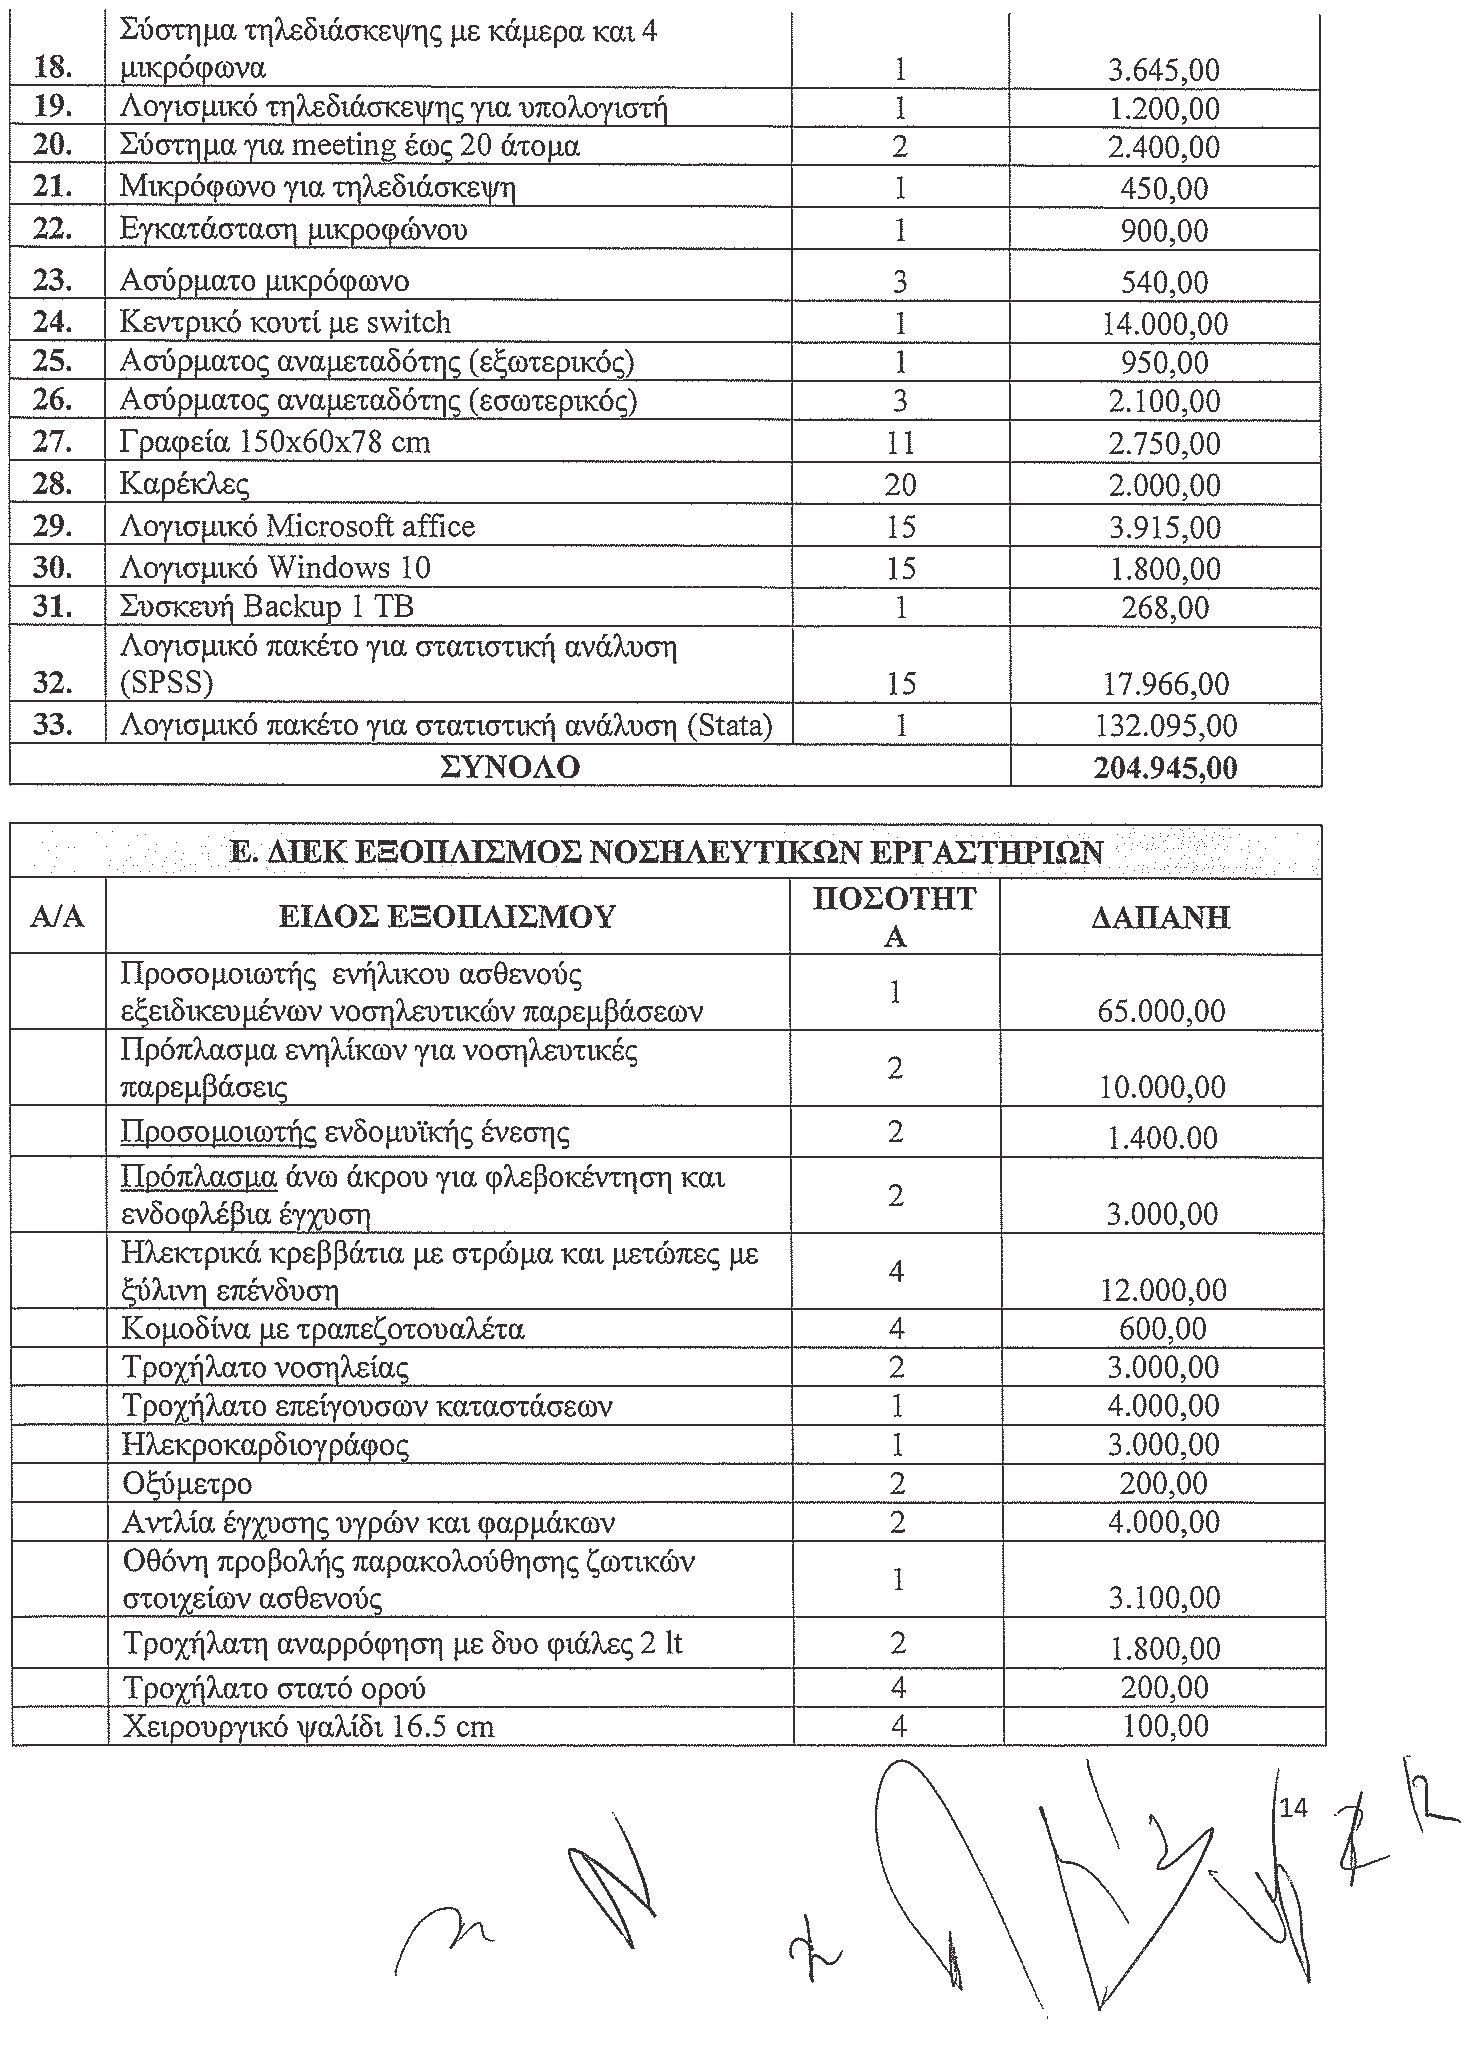 Σύστημα τηλεδιάσκεψης με κάμερα και 4
18. μικρόφωνα 1 3.645,00
19. Λογισμικό τηλεδιάσκεψης για υπολογιστή 1 1.200,00
20. Σύστημα για meeting έως 20 άτομα 2 2.400,00
21. Μικρόφωνο για τηλεδιάσκεψη 1 450,00
22. Εγκατάσταση μικροφώνου 1 900,00
23. Ασύρματο μικρόφωνο 3 540,00
24. Κεντρικό κουτί με switch 1 14.000,00
25. Ασύρματος αναμεταδότης (εξωτερικός) 1 950,00
26. Ασύρματος αναμεταδότης (εσωτερικός) 3 2.100,00
27. Γραφεία 150x60x78 cm 11 2.750,00
28. Καρέκλες 20 2.000,00
29. Λογισμικό Microsoft affice 15 3.915,00
30. Λογισμικό Windows 10 15 1.800,00
31. Συσκευή Backup 1 TB 1 268,00
Λογισμικό πακέτο για στατιστική ανάλυση
32. (SPSS) 15 17.966,00
33. Λογισμικό πακέτο για στατιστική ανάλυση (Stata) 1 132.095,00
ΣΥΝΟΛΟ 204.945,00
Ε. ΔΙΕΚ ΕΞΟΠΛΙΣΜΟΣ ΝΟΣΗΛΕΥΤΙΚΩΝ ΕΡΓΑΣΤΗΡΙΩΝ
Α/Α ΕΙΔΟΣ ΕΞΟΠΛΙΣΜΟΥ ΠΟΣΟΤΗΤ ΔΑΠΑΝΗ
Α
Προσομοιωτής ενήλικου ασθενούς
εξειδικευμένων νοσηλευτικών παρεμβάσεων 1 65.000,00
Πρόπλασμα ενηλίκων για νοσηλευτικές
παρεμβάσεις 2 10.000,00
Προσομοιωτής ενδομυϊκής ένεσης 2 1.400.00
Πρόπλασμα άνω άκρου για φλεβοκέντηση και
ενδοφλέβια έγχυση 2 3.000,00
Ηλεκτρικά κρεββάτια με στρώμα και μετώπες με
ξύλινη επένδυση 4 12.000,00
Κομοδίνα με τραπεζοτουαλέτα 4 600,00
Τροχήλατο νοσηλείας 2 3.000,00
Τροχήλατο επείγουσων καταστάσεων 1 4.000,00
Ηλεκροκαρδιογράφος 1 3.000,00
Οξύμετρο 2 200,00
Αντλία έγχυσης υγρών και φαρμάκων 2 4.000,00
Οθόνη προβολής παρακολούθησης ζωτικών
στοιχείων ασθενούς 1 3.100,00
Τροχήλατη αναρρόφηση με δυο φιάλες 2 lt 2 1.800,00
Τροχήλατο στατό ορού 4 200,00
Χειρουργικό ψαλίδι 16.5 cm 4 100,00
14